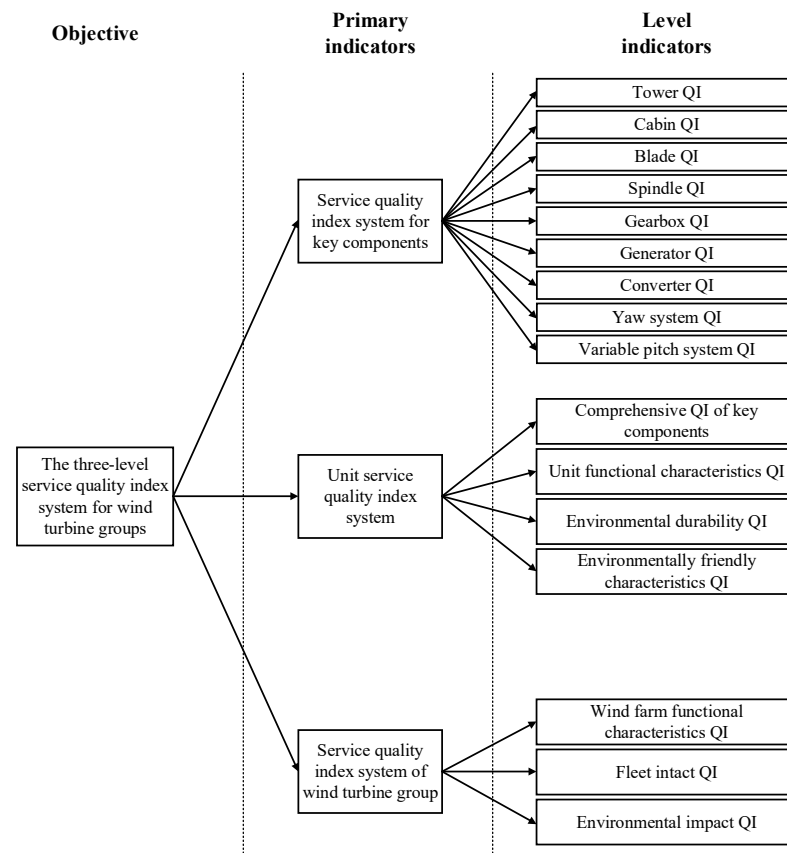 Objective
Primary
indicators
Level
indicators
The three-level
service quality index
system for wind
turbine groups
Service quality
index system for
key components
Tower QI
Cabin QI
Blade QI
Spindle QI
Gearbox QI
Generator QI
Converter QI
Yaw system QI
Variable pitch system QI
Unit service
quality index
system
Comprehensive QI of key
components
Unit functional characteristics QI
Environmental durability QI
Environmentally friendly
characteristics QI
Service quality
index system of
wind turbine group
Wind farm functional
characteristics QI
Fleet intact QI
Environmental impact QI